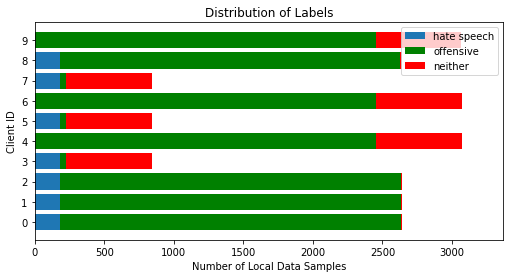 Distribution of Labels
hate speech
offensive
neither
Client ID
9
8
7
6
5
4
3
2
1
0
0 500 1000 1500 2000 2500 3000
Number of Local Data Samples